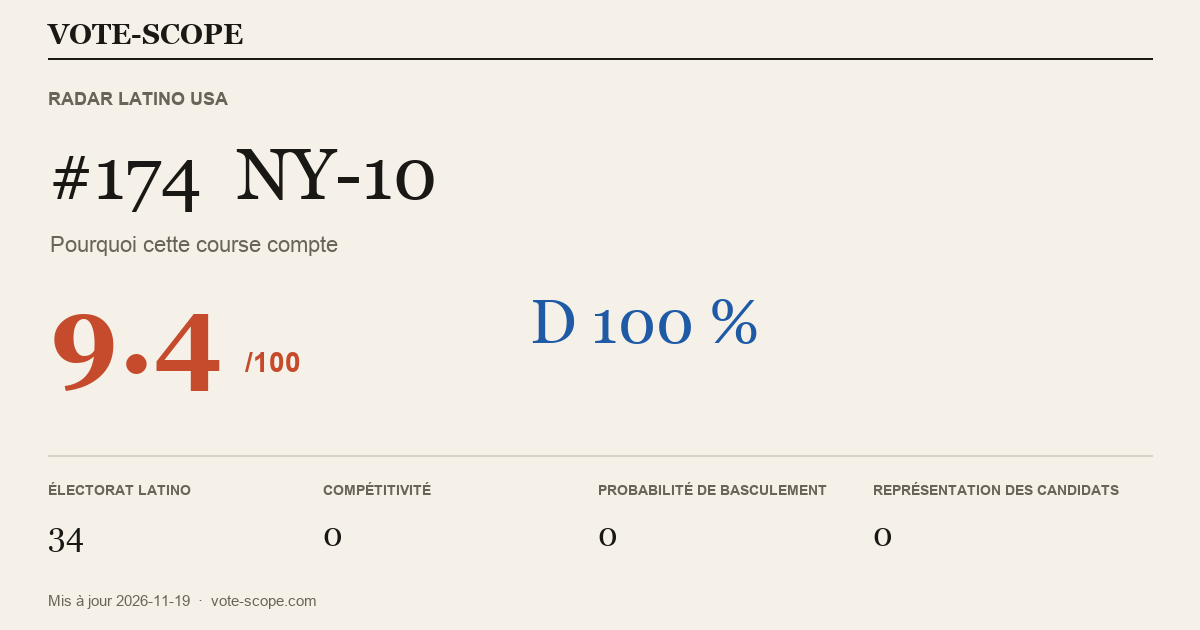 VOTE-SCOPE
RADAR LATINO USA
#174 NY-10
Pourquoi cette course compte
9.4 /100
D 100 %
ÉLECTORAT LATINO
COMPÉTITIVITÉ
PROBABILITÉ DE BASCULEMENT
REPRÉSENTATION DES CANDIDATS
34
0
0
0
Mis à jour 2026-11-19 · vote-scope.com